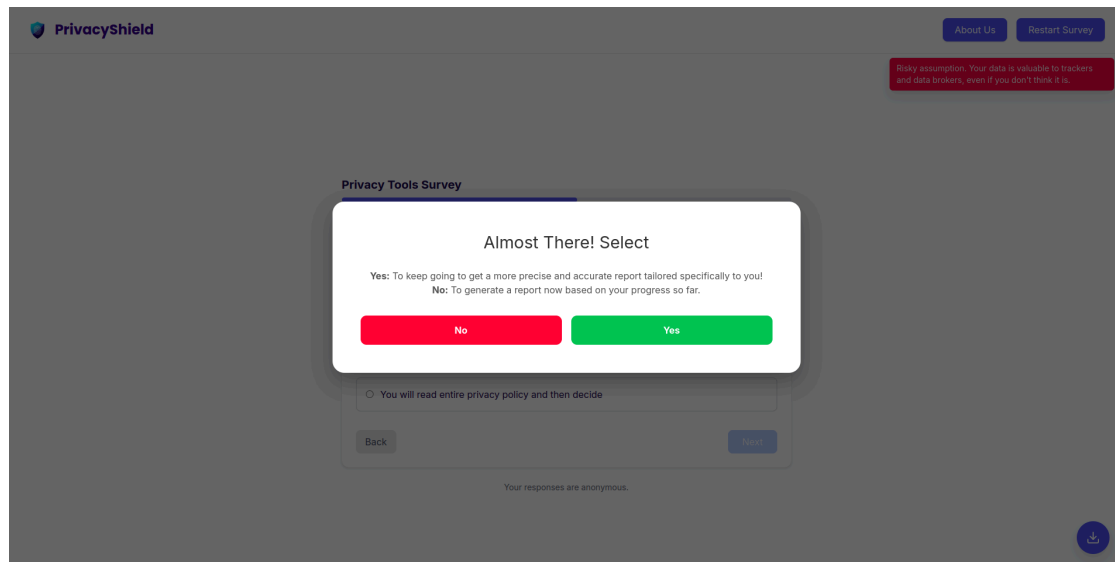 PrivacyShield
About Us
Restart Survey
Risky assumption. Your data is valuable to trackers
and data brokers, even if you don't think it is.
Privacy Tools Survey
Almost There! Select
Yes: To keep going to get a more precise and accurate report tailored specifically to you!
No: To generate a report now based on your progress so far.
No
Yes
You will read entire privacy policy and then decide
Back
Next
Your responses are anonymous.